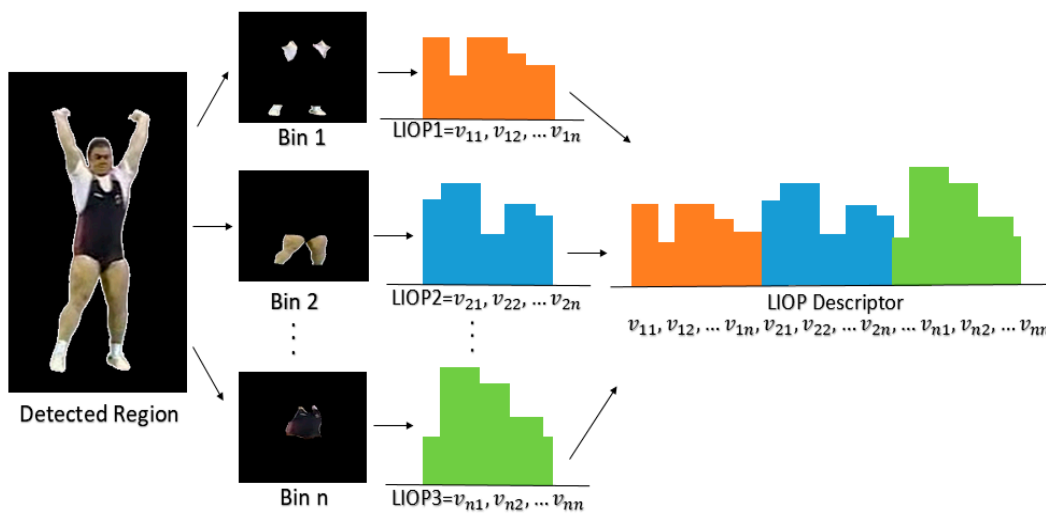 Detected Region
Bin 1
Bin 2
Bin n
LIOP1=v₁₁, v₁₂, … v₁ₙ
LIOP2=v₂₁, v₂₂, … v₂ₙ
LIOP3=vₙ₁, vₙ₂, … vₙₙ
LIOP Descriptor
v₁₁, v₁₂, … v₁ₙ, v₂₁, v₂₂, … v₂ₙ, … vₙ₁, vₙ₂, … vₙₙ